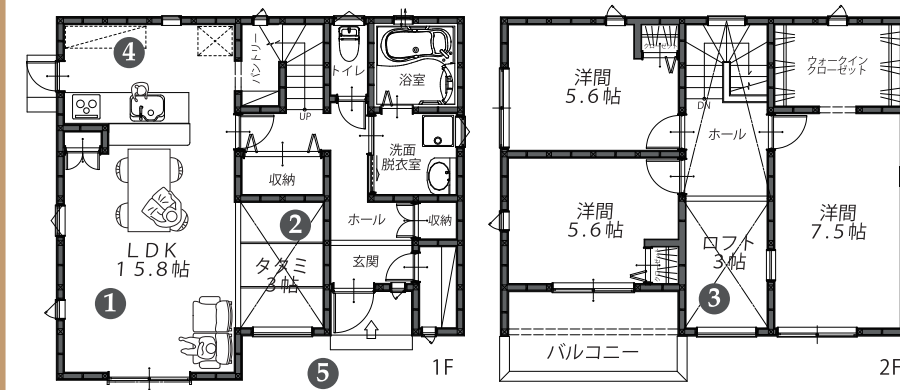 4
パントリー
トイレ
浴室
UP
洗面
脱衣室
収納
2
ホール
収納
タタミ
3帖
玄関
LDK
15.8帖
1
5
1F
洋間
5.6帖
ウォークイン
クローゼット
DN
ホール
洋間
5.6帖
ロフト
3帖
洋間
7.5帖
3
バルコニー
2F